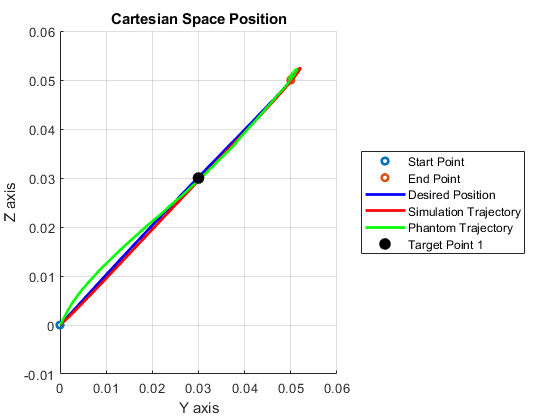 Cartesian Space Position
0.06
0.05
0.04
0.03
0.02
0.01
0
-0.01
Z axis
0 0.01 0.02 0.03 0.04 0.05 0.06
Y axis
Start Point
End Point
Desired Position
Simulation Trajectory
Phantom Trajectory
Target Point 1